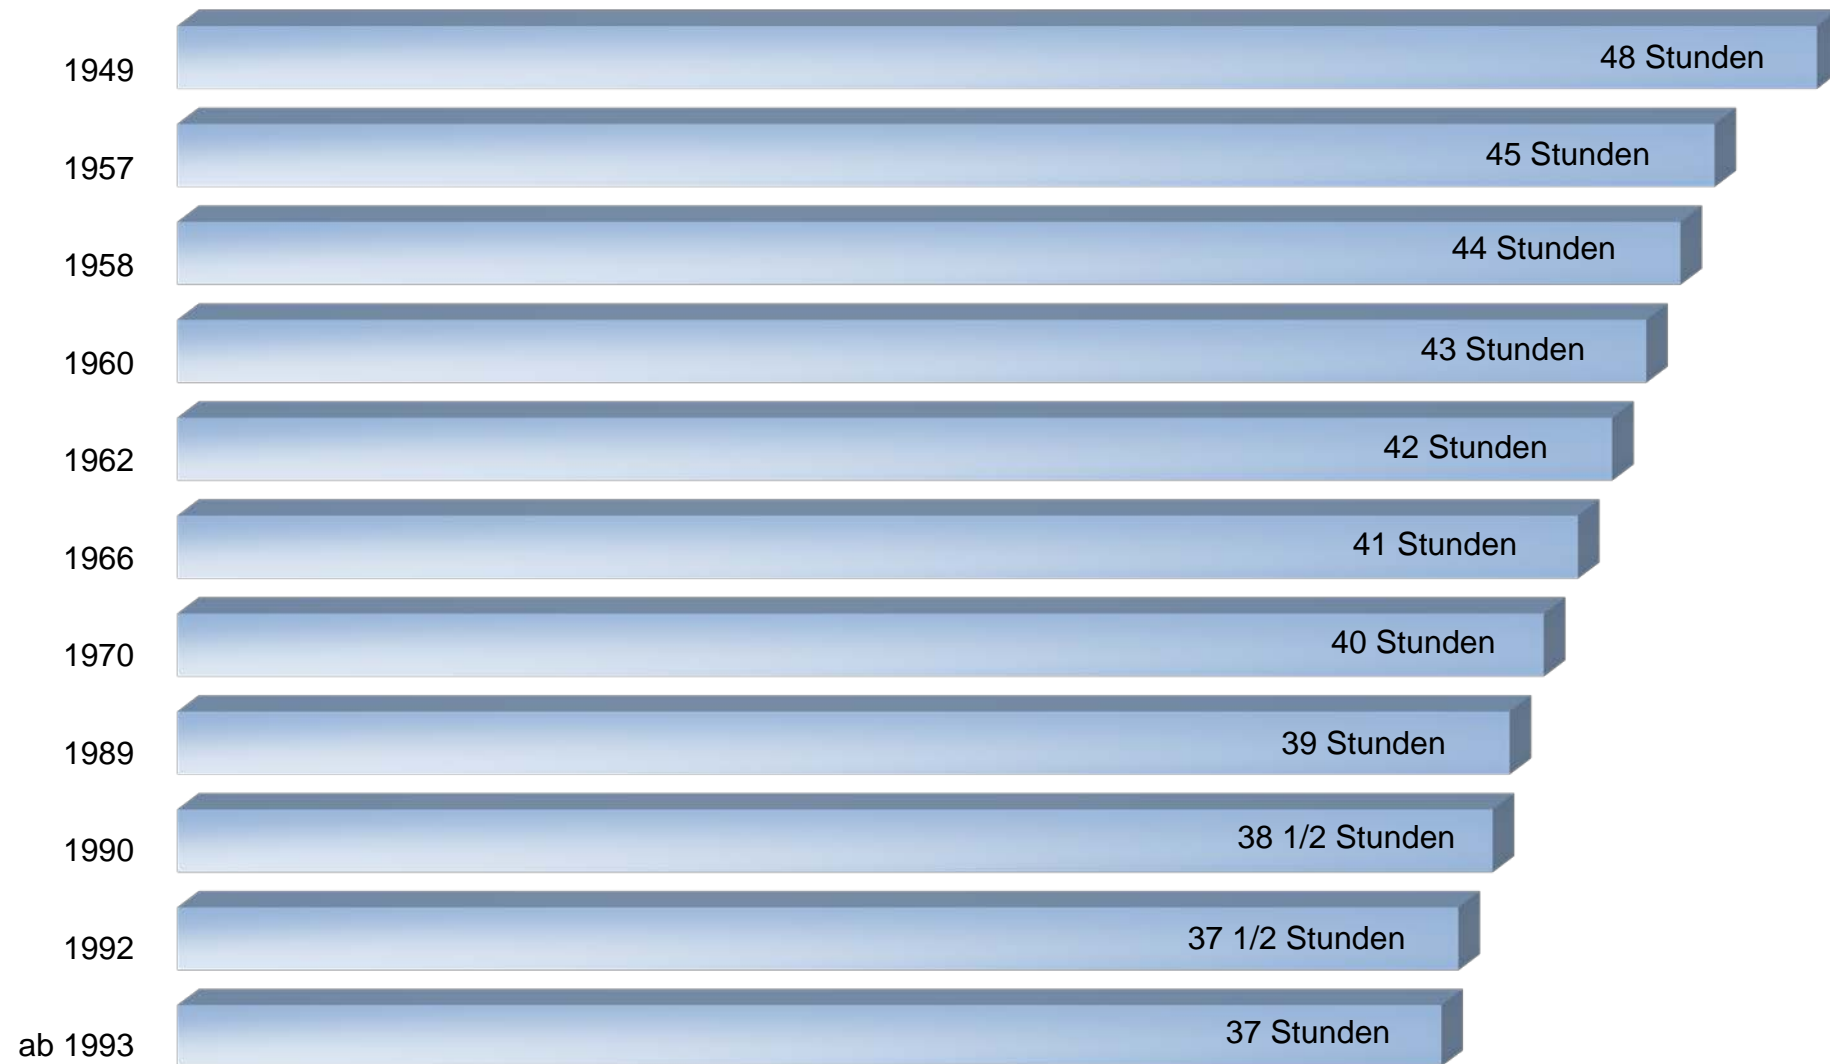 1949 48 Stunden
1957 45 Stunden
1958 44 Stunden
1960 43 Stunden
1962 42 Stunden
1966 41 Stunden
1970 40 Stunden
1989 39 Stunden
1990 38 1/2 Stunden
1992 37 1/2 Stunden
ab 1993 37 Stunden